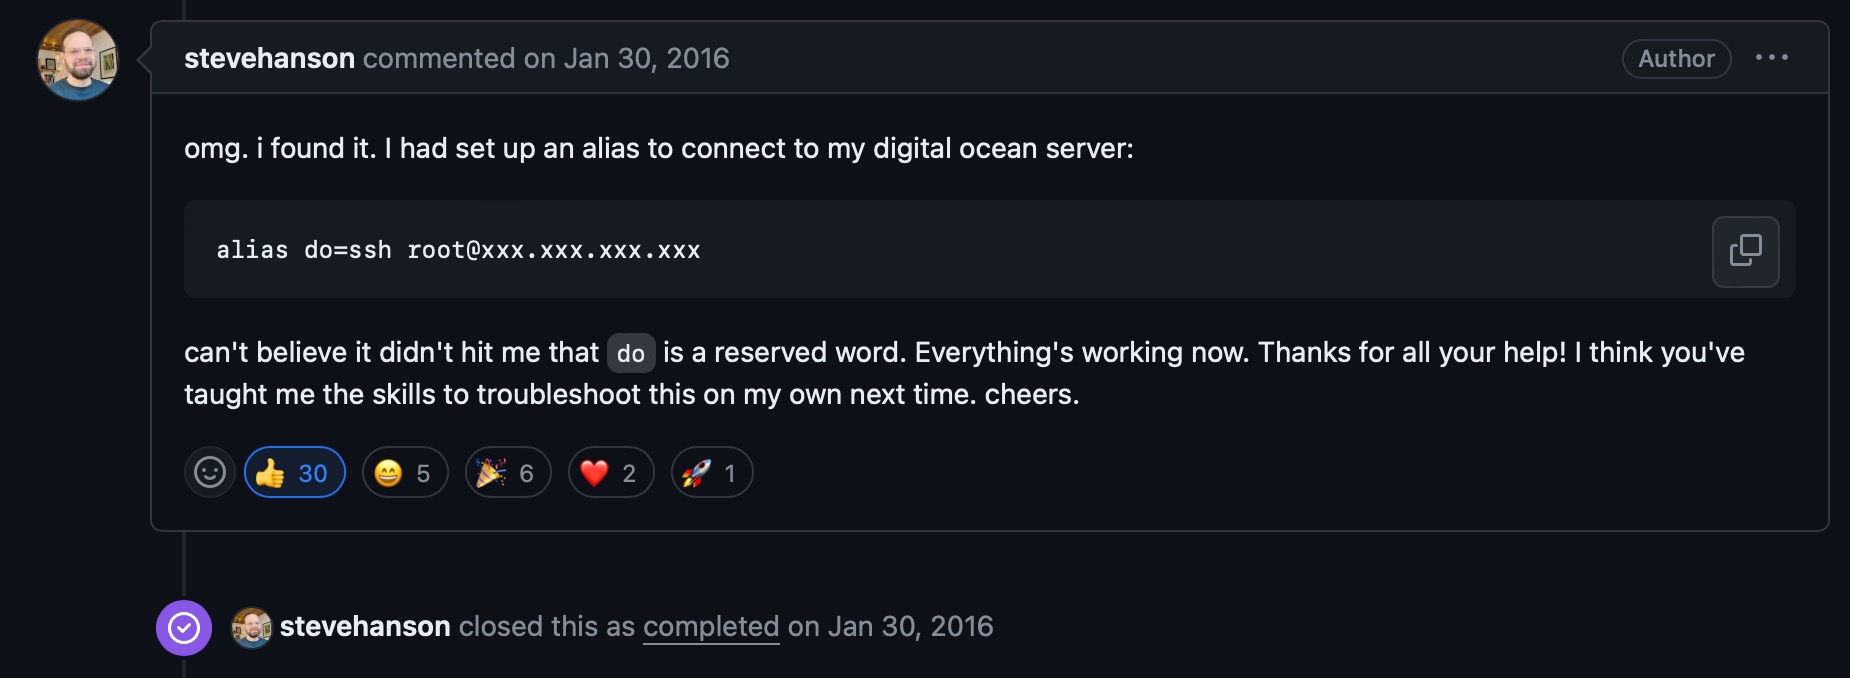 stevehanson commented on Jan 30, 2016 Author
omg. i found it. I had set up an alias to connect to my digital ocean server:
alias do=ssh root@xxx.xxx.xxx.xxx
can't believe it didn't hit me that do is a reserved word. Everything's working now. Thanks for all your help! I think you've
taught me the skills to troubleshoot this on my own next time. cheers.
👍 30 😄 5 🎉 6 ❤️ 2 🚀 1
stevehanson closed this as completed on Jan 30, 2016